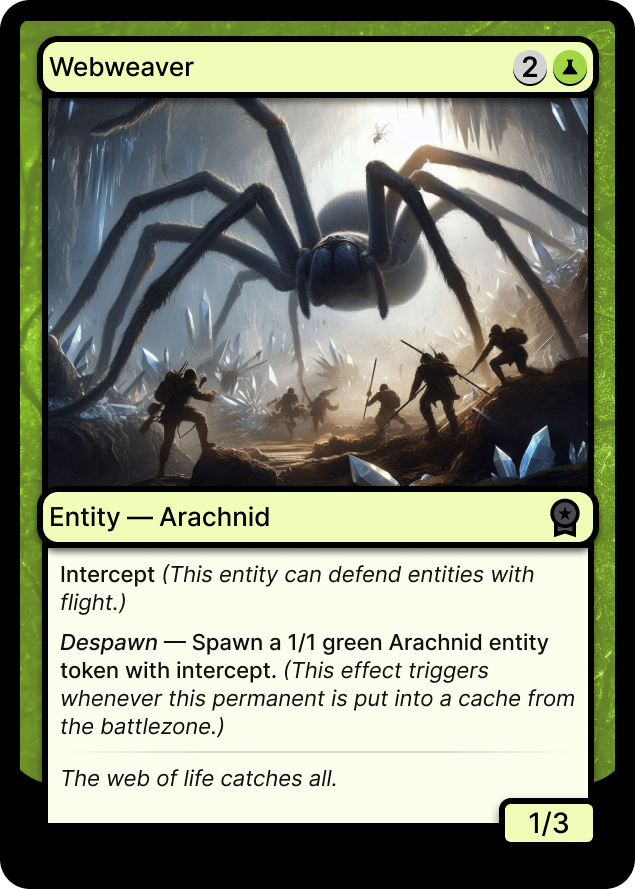 Webweaver 2
Entity — Arachnid
Intercept (This entity can defend entities with
flight.)
Despawn — Spawn a 1/1 green Arachnid entity
token with intercept. (This effect triggers
whenever this permanent is put into a cache from
the battlezone.)
The web of life catches all.
1/3